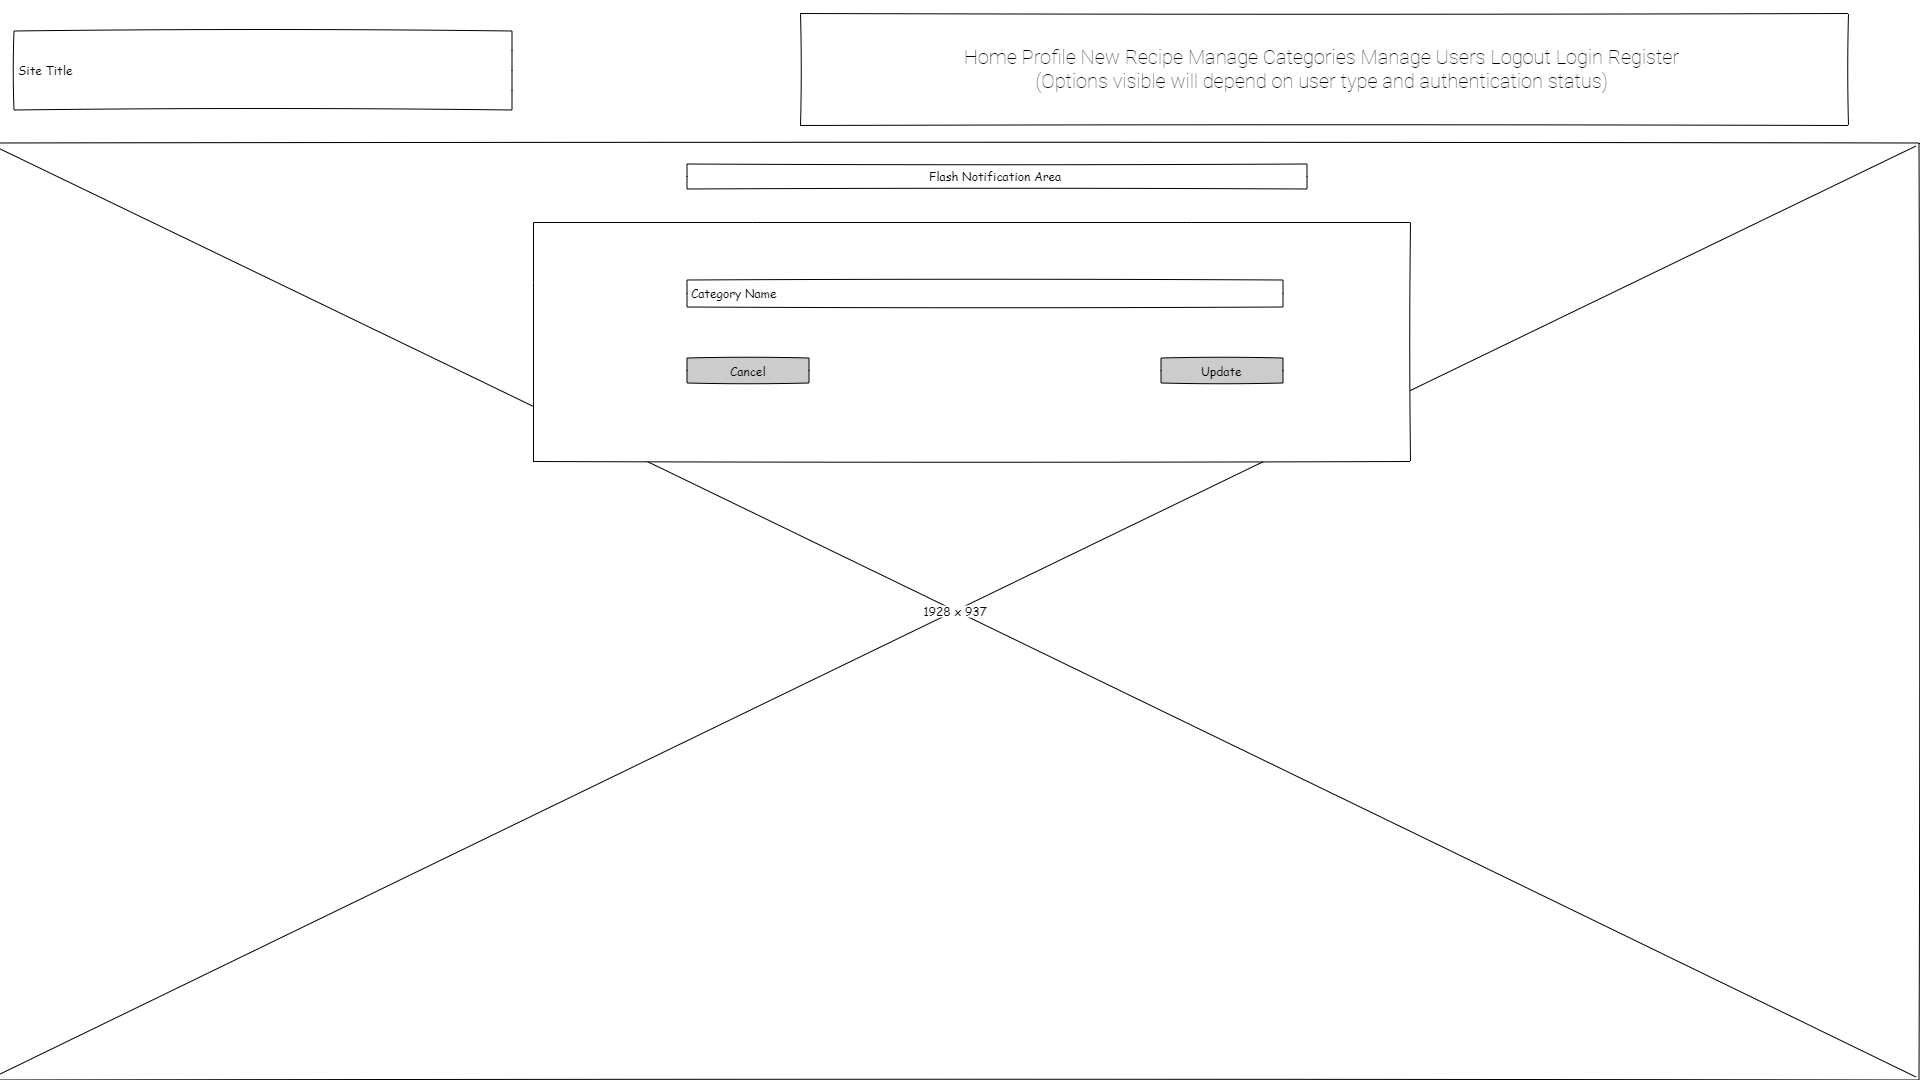 Site Title
Home Profile New Recipe Manage Categories Manage Users Logout Login Register
(Options visible will depend on user type and authentication status)
Flash Notification Area
Category Name
Cancel
Update
1928 x 937